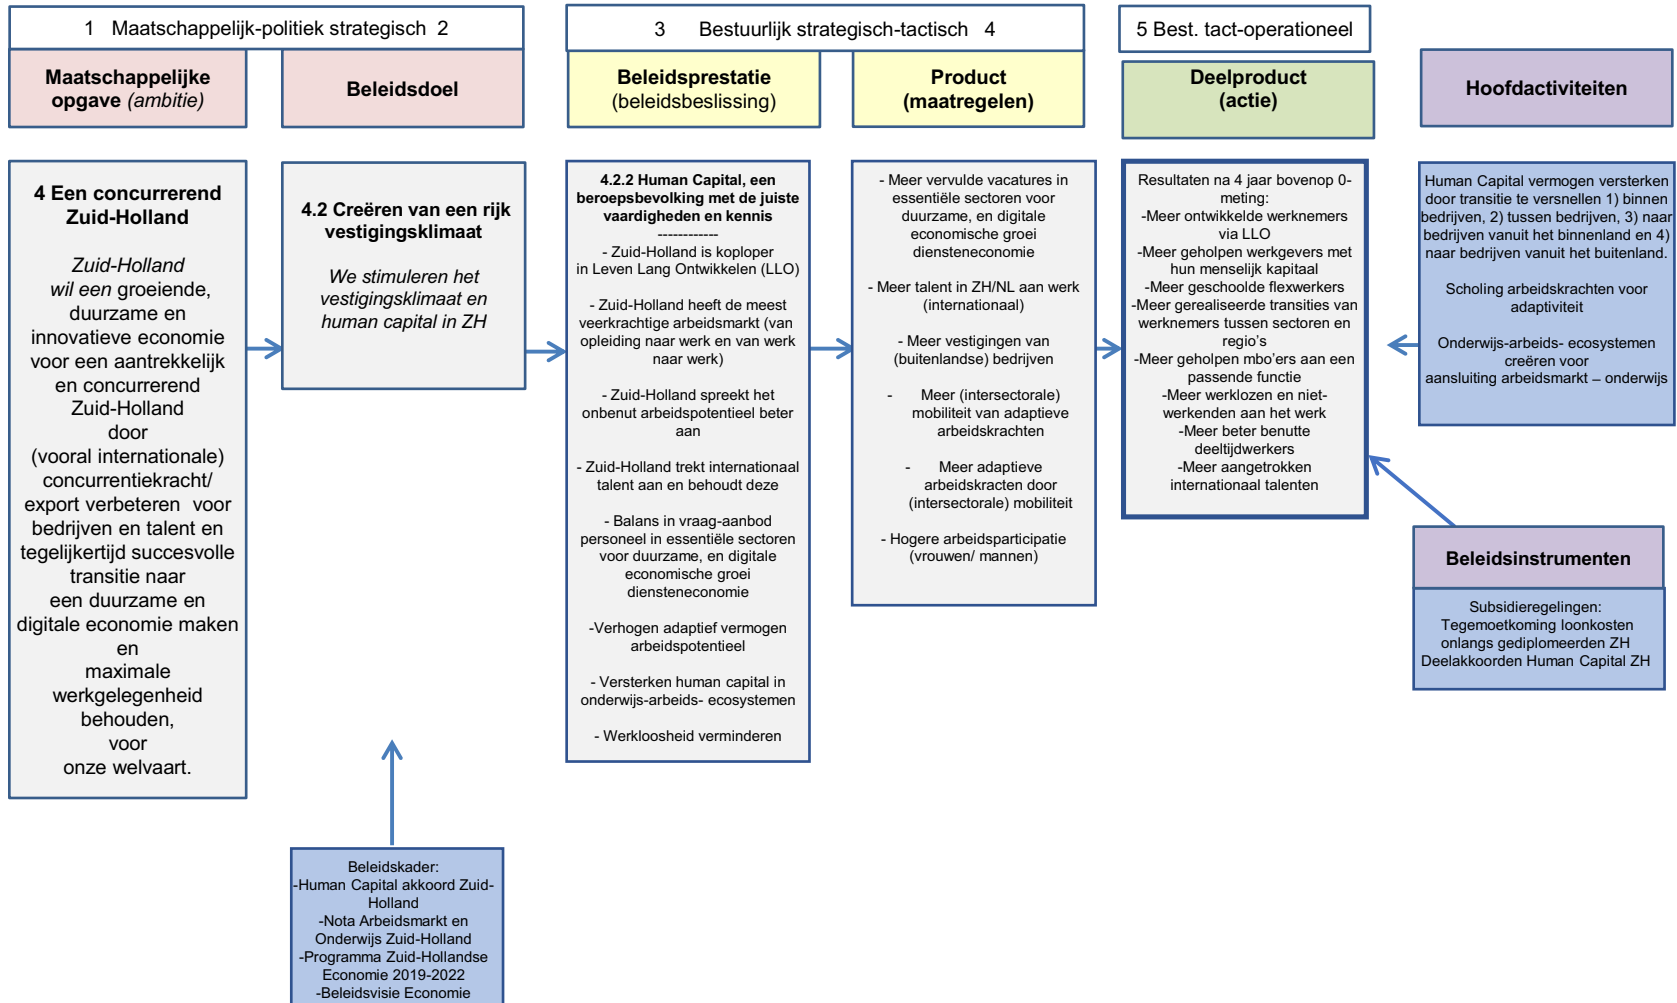 1 Maatschappelijk-politiek strategisch 2
3 Bestuurlijk strategisch-tactisch 4
5 Best. tact-operationeel
Maatschappelijke
opgave (ambitie)
Beleidsdoel
Beleidsprestatie
(beleidsbeslissing)
Product
(maatregelen)
Deelproduct
(actie)
Hoofdactiviteiten
4 Een concurrerend
Zuid-Holland
Zuid-Holland
wil een groeiende,
duurzame en
innovatieve economie
voor een aantrekkelijk
en concurrerend
Zuid-Holland
door
(vooral internationale)
concurrentiekracht/
export verbeteren voor
bedrijven en talent en
tegelijkertijd succesvolle
transitie naar
een duurzame en
digitale economie maken
en
maximale
werkgelegenheid
behouden,
voor
onze welvaart.
4.2 Creëren van een rijk
vestigingsklimaat
We stimuleren het
vestigingsklimaat en
human capital in ZH
4.2.2 Human Capital, een
beroepsbevolking met de juiste
vaardigheden en kennis
------------
- Zuid-Holland is koploper
in Leven Lang Ontwikkelen (LLO)
- Zuid-Holland heeft de meest
veerkrachtige arbeidsmarkt (van
opleiding naar werk en van werk
naar werk)
- Zuid-Holland spreekt het
onbenut arbeidspotentieel beter
aan
- Zuid-Holland trekt internationaal
talent aan en behoudt deze
- Balans in vraag-aanbod
personeel in essentiële sectoren
voor duurzame, en digitale
economische groei
diensteneconomie
-Verhogen adaptief vermogen
arbeidspotentieel
- Versterken human capital in
onderwijs-arbeids- ecosystemen
- Werkloosheid verminderen
- Meer vervulde vacatures in
essentiële sectoren voor
duurzame, en digitale
economische groei
diensteneconomie
- Meer talent in ZH/NL aan werk
(internationaal)
- Meer vestigingen van
(buitenlandse) bedrijven
- Meer (intersectorale)
mobiliteit van adaptieve
arbeidskrachten
- Meer adaptieve
arbeidskracten door
(intersectorale) mobiliteit
- Hogere arbeidsparticipatie
(vrouwen/ mannen)
Resultaten na 4 jaar bovenop 0-
meting:
-Meer ontwikkelde werknemers
via LLO
-Meer geholpen werkgevers met
hun menselijk kapitaal
-Meer geschoolde flexwerkers
-Meer gerealiseerde transities van
werknemers tussen sectoren en
regio's
-Meer geholpen mbo'ers aan een
passende functie
-Meer werklozen en niet-
werkenden aan het werk
-Meer beter benutte
deeltijdwerkers
-Meer aangetrokken
internationaal talenten
Human Capital vermogen versterken
door transitie te versnellen 1) binnen
bedrijven, 2) tussen bedrijven, 3) naar
bedrijven vanuit het binnenland en 4)
naar bedrijven vanuit het buitenland.
Scholing arbeidskrachten voor
adaptiviteit
Onderwijs-arbeids- ecosystemen
creëren voor
aansluiting arbeidsmarkt – onderwijs
Beleidsinstrumenten
Subsidieregelingen:
Tegemoetkoming loonkosten
onlangs gediplomeerden ZH
Deelakkoorden Human Capital ZH
Beleidskader:
-Human Capital akkoord Zuid-
Holland
-Nota Arbeidsmarkt en
Onderwijs Zuid-Holland
-Programma Zuid-Hollandse
Economie 2019-2022
-Beleidsvisie Economie